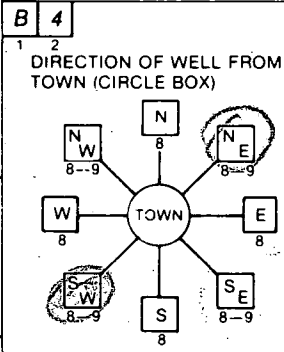 B 4
1 2
DIRECTION OF WELL FROM
TOWN (CIRCLE BOX)
N
8
N W
8--9
N E
8--9
W
8
TOWN
E
8
S W
8--9
S E
8--9
S
8